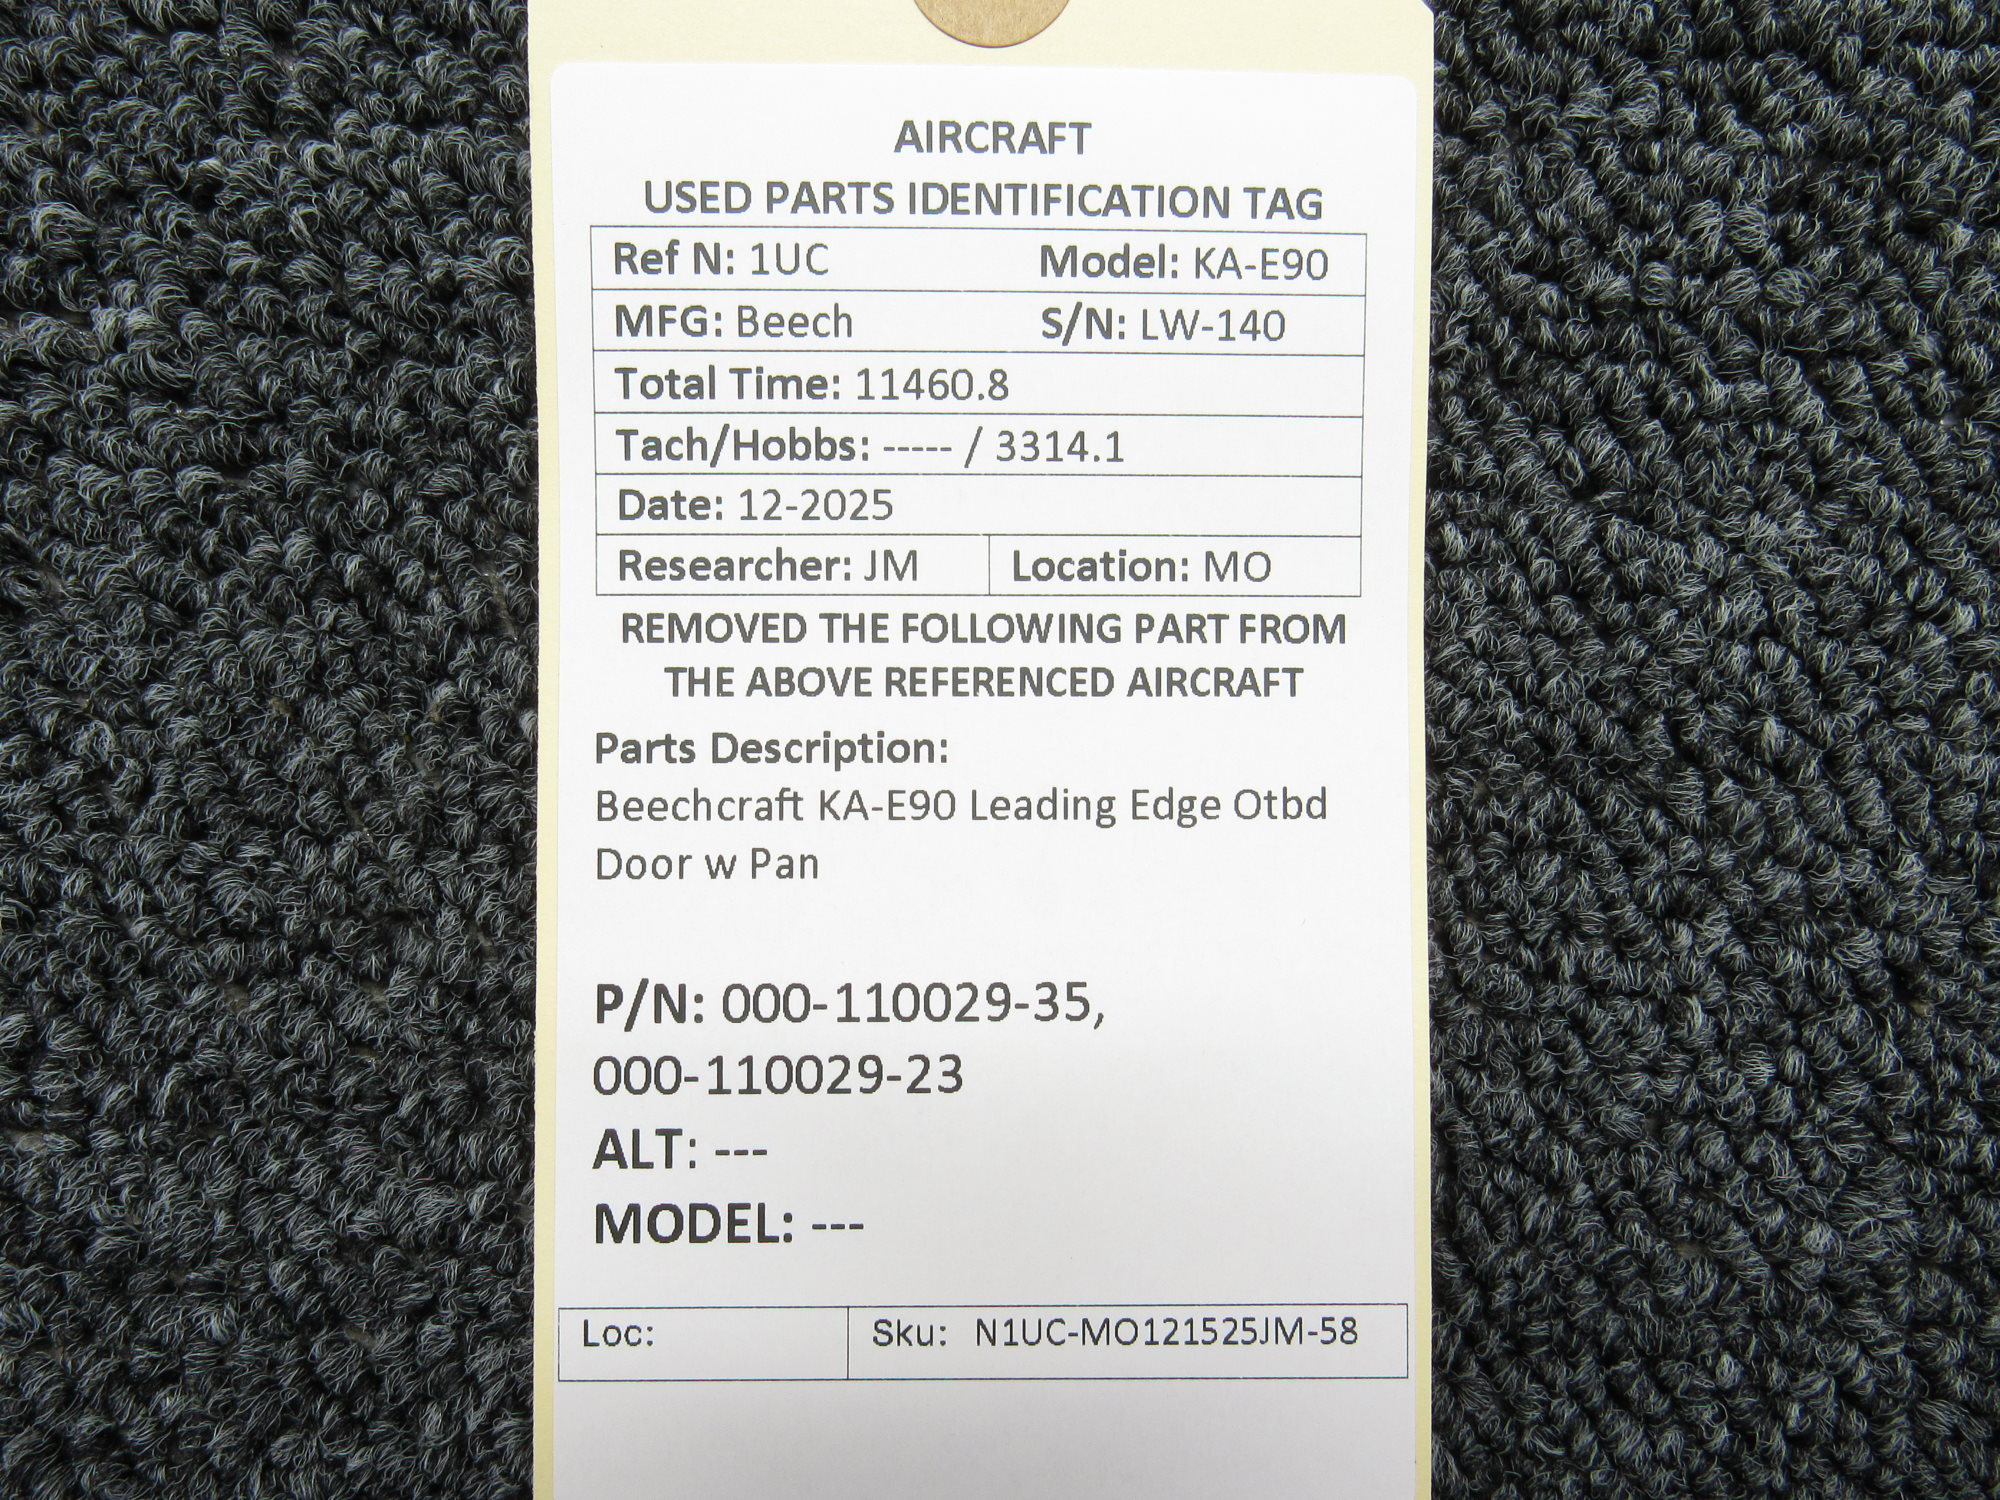 AIRCRAFT
USED PARTS IDENTIFICATION TAG
Ref N: 1UC Model: KA-E90
MFG: Beech S/N: LW-140
Total Time: 11460.8
Tach/Hobbs: ----- / 3314.1
Date: 12-2025
Researcher: JM Location: MO
REMOVED THE FOLLOWING PART FROM
THE ABOVE REFERENCED AIRCRAFT
Parts Description:
Beechcraft KA-E90 Leading Edge Otbd
Door w Pan
P/N: 000-110029-35,
000-110029-23
ALT: ---
MODEL: ---
Loc: Sku: N1UC-MO121525JM-58